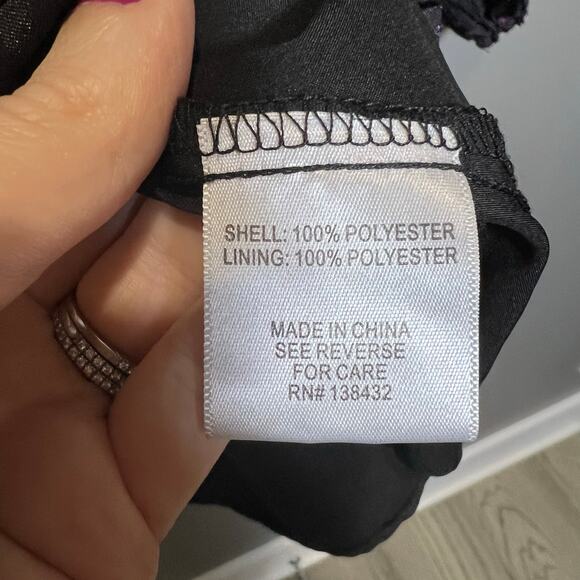 SHELL: 100% POLYESTER
LINING: 100% POLYESTER
MADE IN CHINA
SEE REVERSE
FOR CARE
RN# 138432